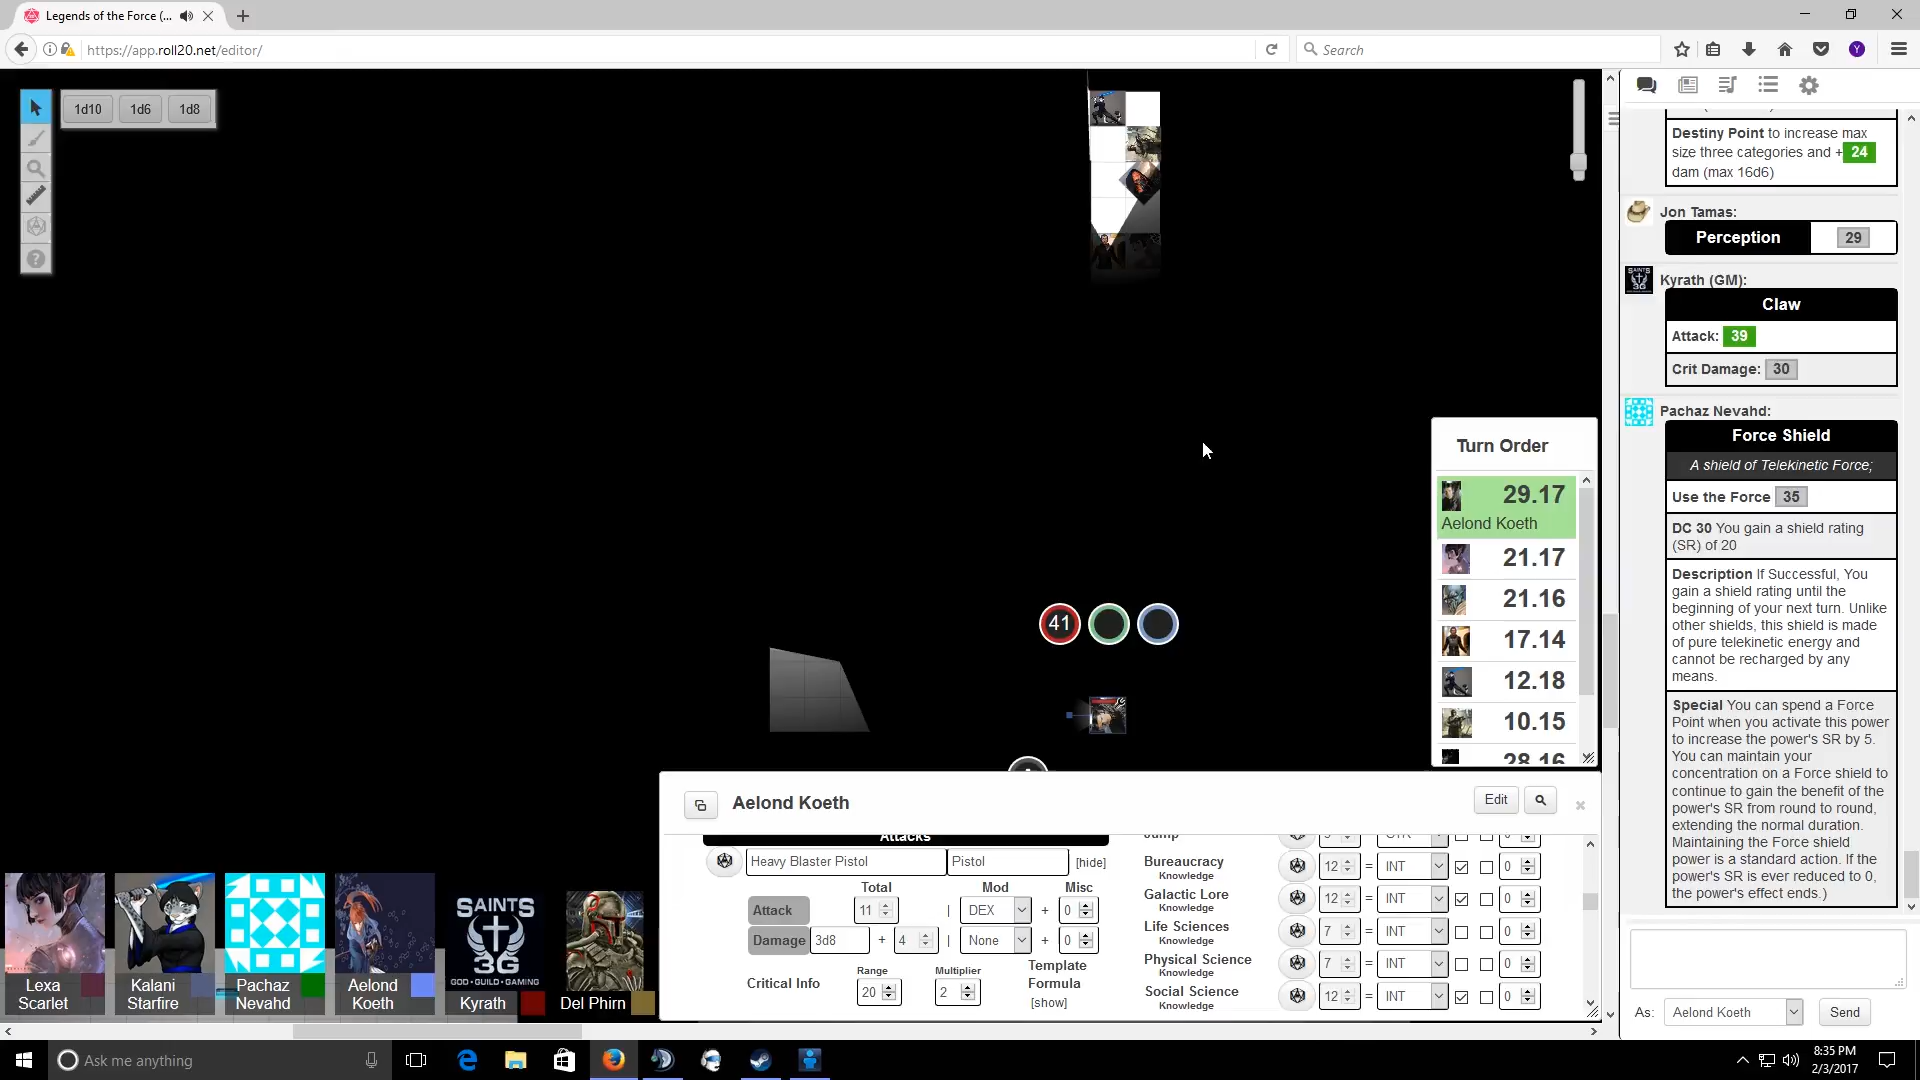 Legends of the Force (...
https://app.roll20.net/editor/
Search
1d10
1d6
1d8
Destiny Point to increase max
size three categories and +24
dam (max 16d6)
Jon Tamas:
Perception 29
Kyrath (GM):
Claw
Attack: 39
Crit Damage: 30
Pachaz Nevahd:
Force Shield
A shield of Telekinetic Force;
Use the Force 35
DC 30 You gain a shield rating
(SR) of 20
Description If Successful, You
gain a shield rating until the
beginning of your next turn. Unlike
other shields, this shield is made
of pure telekinetic energy and
cannot be recharged by any
means.
Special You can spend a Force
Point when you activate this power
to increase the power's SR by 5.
You can maintain your
concentration on a Force shield to
continue to gain the benefit of the
power's SR from round to round,
extending the normal duration.
Maintaining the Force shield
power is a standard action. If the
power's SR is ever reduced to 0,
the power's effect ends.)
As: Aelond Koeth Send
Turn Order
29.17
Aelond Koeth
21.17
21.16
17.14
12.18
10.15
28.16
41
Aelond Koeth
Edit
Attacks
Heavy Blaster Pistol Pistol [hide]
Total Mod Misc
Attack 11 | DEX + 0
Damage 3d8 + 4 | None + 0
Critical Info
Range
20
Multiplier
2
Template
Formula
[show]
Jump
Bureaucracy 12 = INT 0
Knowledge
Galactic Lore 12 = INT 0
Knowledge
Life Sciences 7 = INT 0
Knowledge
Physical Science 7 = INT 0
Knowledge
Social Science 12 = INT 0
Knowledge
Lexa
Scarlet
Kalani
Starfire
Pachaz
Nevahd
Aelond
Koeth
SAINTS
3G
GOD · GUILD · GAMING
Kyrath
Del Phirn
Ask me anything
8:35 PM
2/3/2017